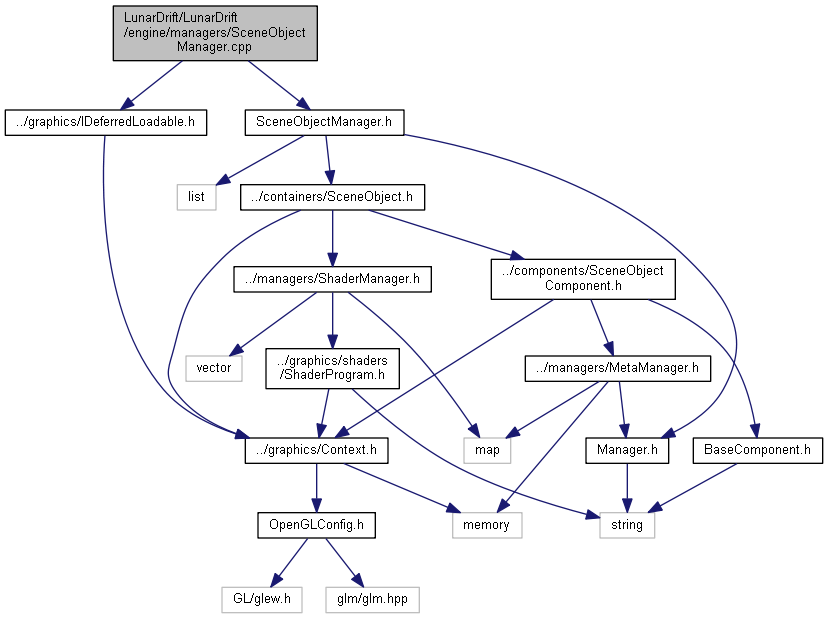 LunarDrift/LunarDrift
/engine/managers/SceneObject
Manager.cpp
../graphics/IDeferredLoadable.h
SceneObjectManager.h
list
../containers/SceneObject.h
../managers/ShaderManager.h
../components/SceneObject
Component.h
vector
../graphics/shaders
/ShaderProgram.h
../managers/MetaManager.h
../graphics/Context.h
map
Manager.h
BaseComponent.h
OpenGLConfig.h
memory
string
GL/glew.h
glm/glm.hpp